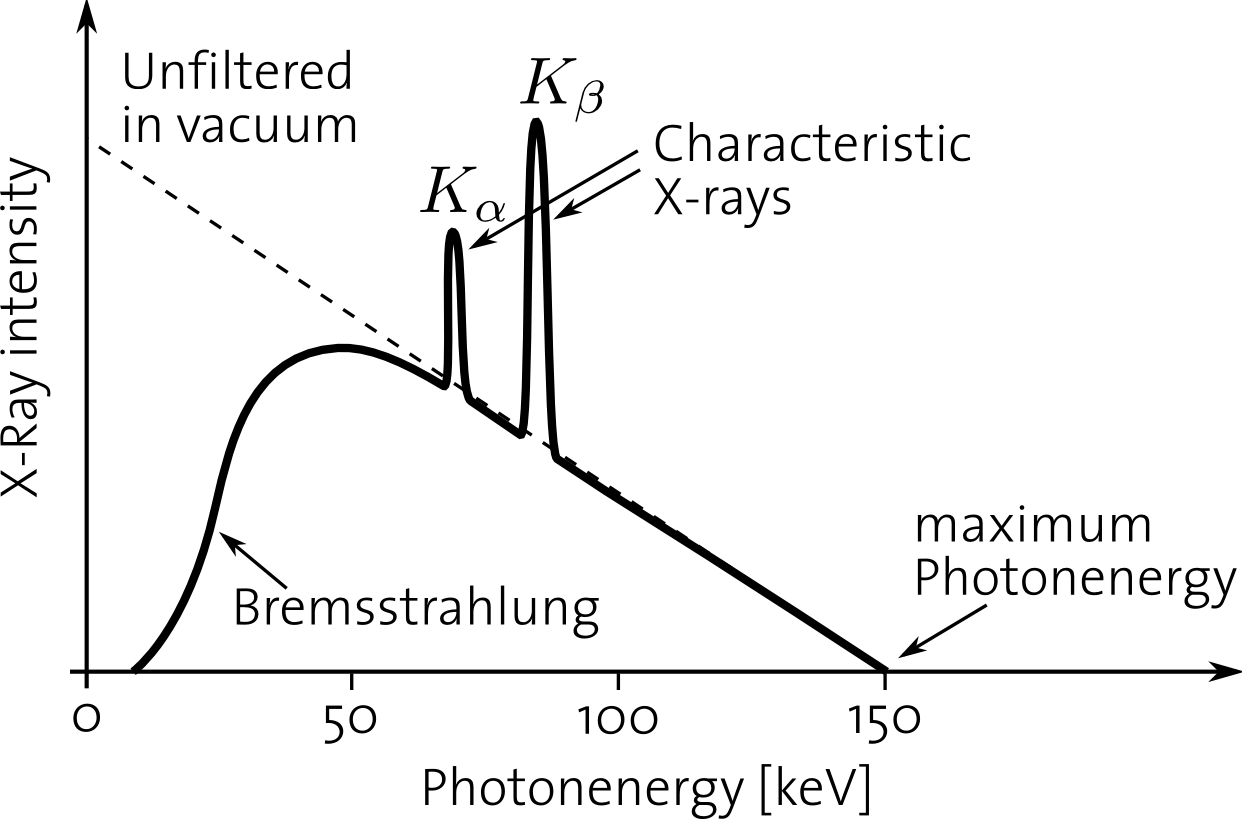 Unfiltered
in vacuum
Kβ
Characteristic
X-rays
Kα
X-Ray intensity
maximum
Photonenergy
Bremsstrahlung
0
50
100
150
Photonenergy [keV]